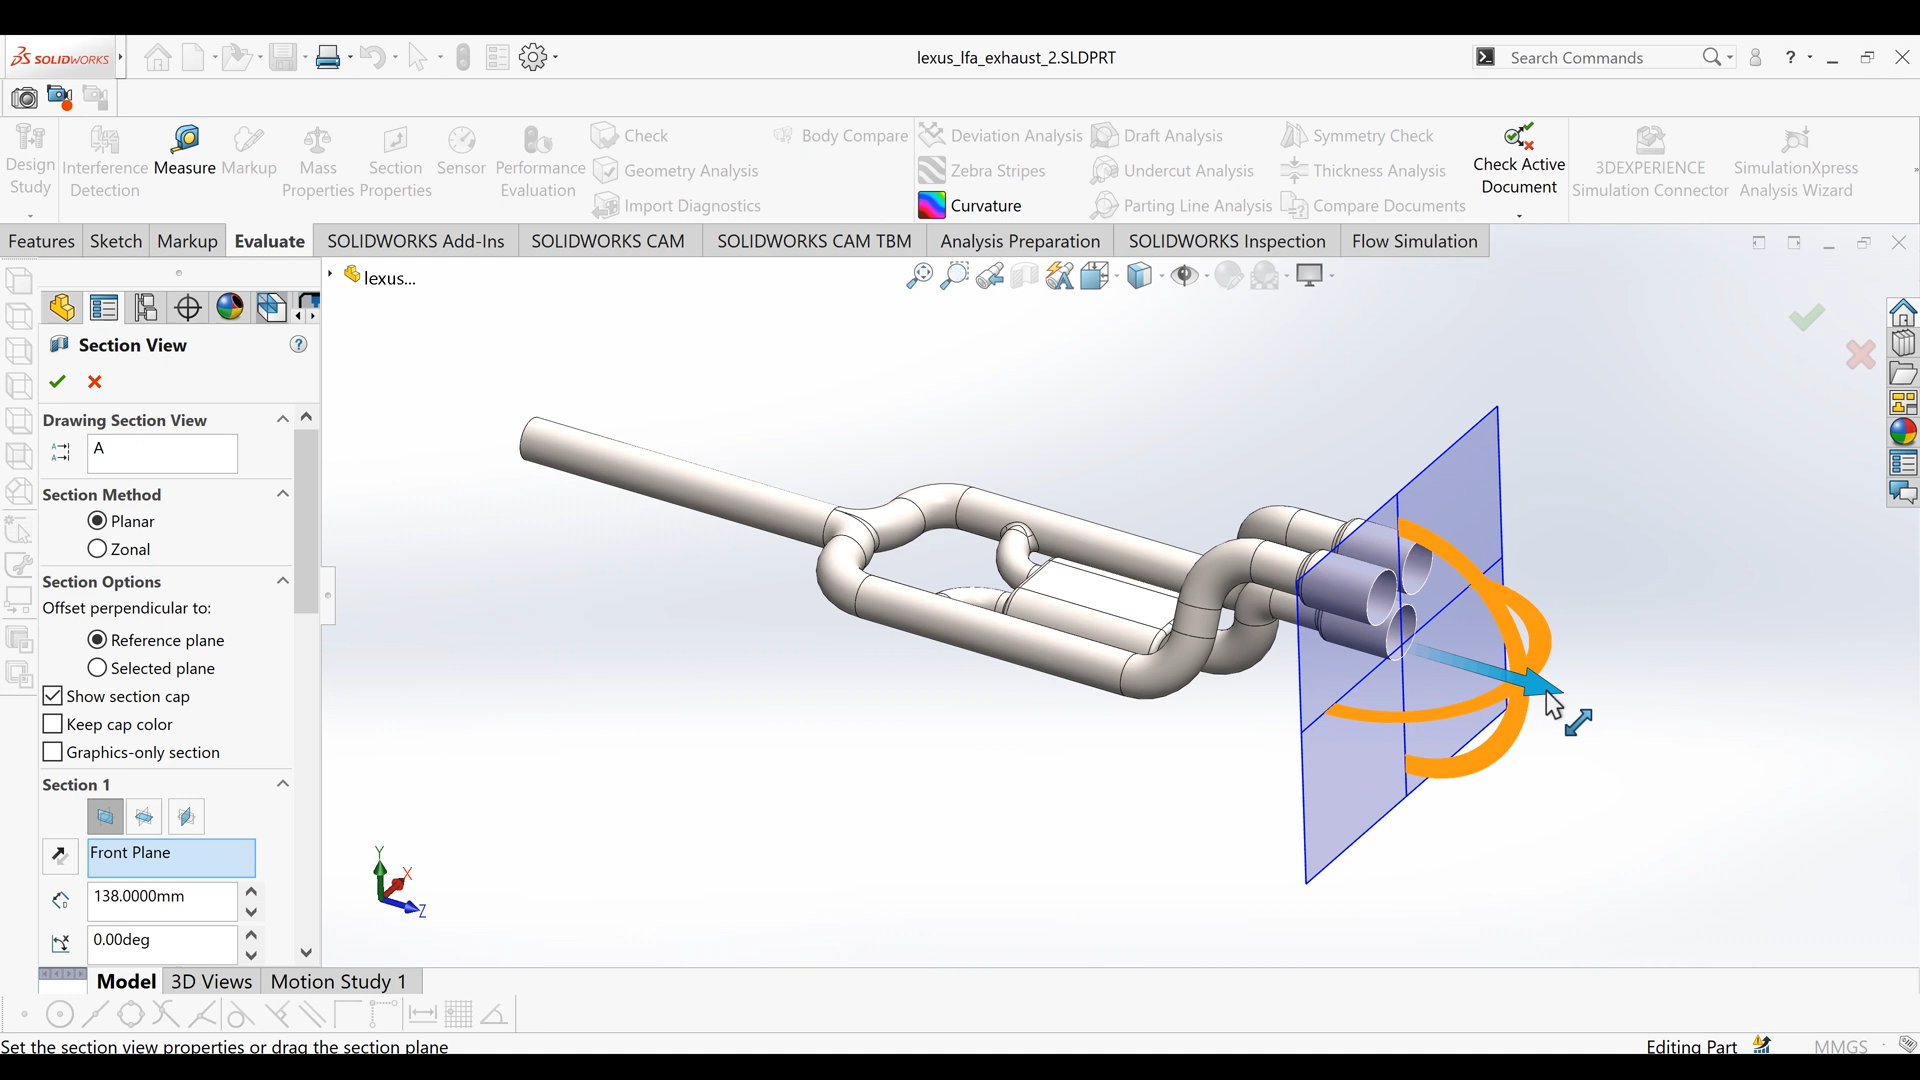 SOLIDWORKS
lexus_lfa_exhaust_2.SLDPRT
Search Commands
?
Design Study
Interference Detection
Measure
Markup
Mass Properties
Section Properties
Sensor
Performance Evaluation
Check
Geometry Analysis
Import Diagnostics
Body Compare
Deviation Analysis
Zebra Stripes
Curvature
Draft Analysis
Undercut Analysis
Parting Line Analysis
Symmetry Check
Thickness Analysis
Compare Documents
Check Active Document
3DEXPERIENCE Simulation Connector
SimulationXpress Analysis Wizard
Features
Sketch
Markup
Evaluate
SOLIDWORKS Add-Ins
SOLIDWORKS CAM
SOLIDWORKS CAM TBM
Analysis Preparation
SOLIDWORKS Inspection
Flow Simulation
lexus...
Section View
?
Drawing Section View
A
Section Method
Planar
Zonal
Section Options
Offset perpendicular to:
Reference plane
Selected plane
Show section cap
Keep cap color
Graphics-only section
Section 1
Front Plane
138.0000mm
0.00deg
Y
X
Z
Model
3D Views
Motion Study 1
Set the section view properties or drag the section plane
Editing Part
MMGS